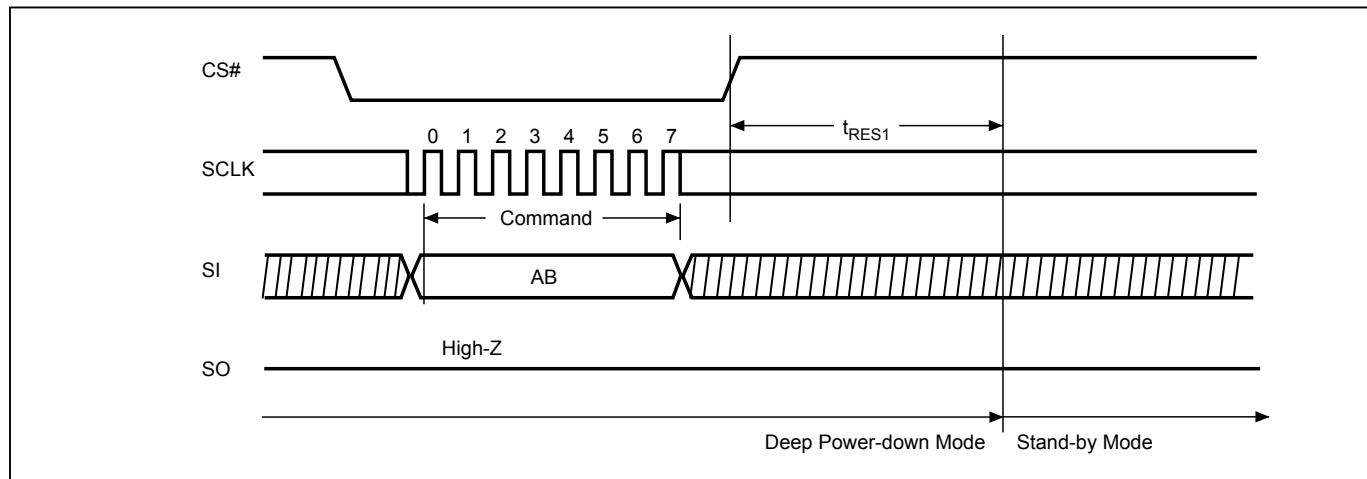 CS#
t_RES1
0 1 2 3 4 5 6 7
SCLK
Command
SI
AB
High-Z
SO
Deep Power-down Mode
Stand-by Mode